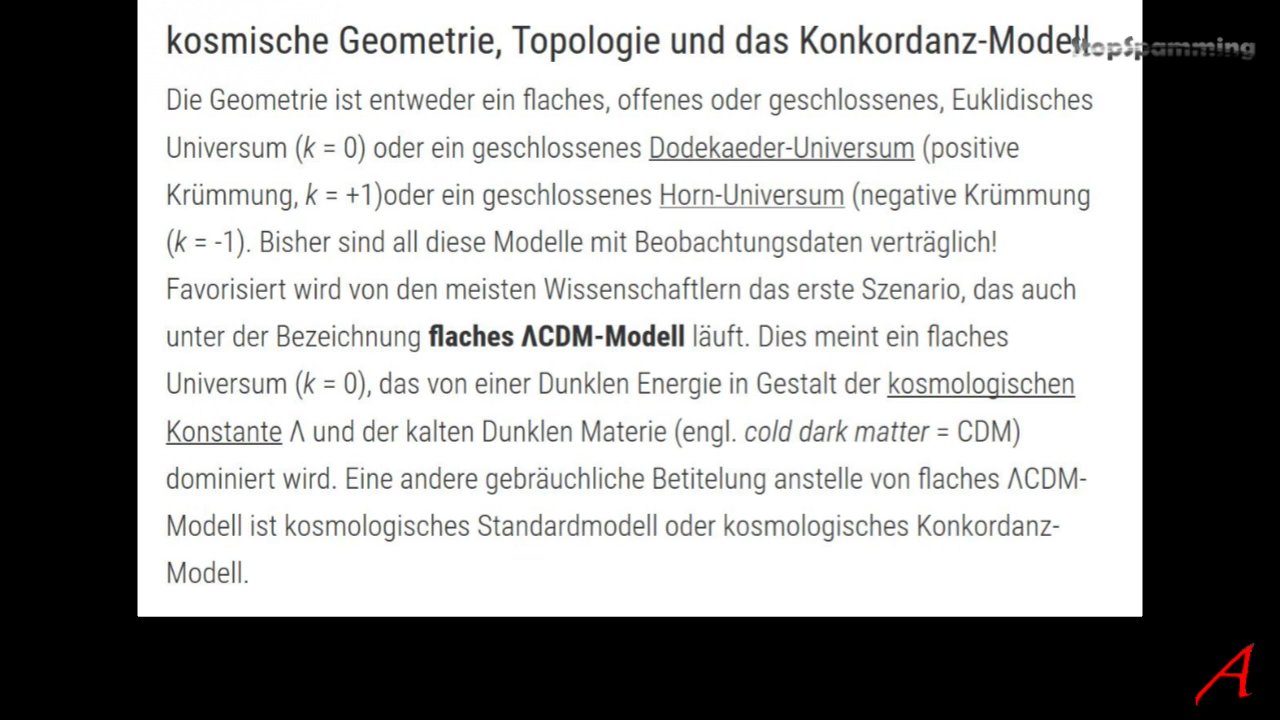 kosmische Geometrie, Topologie und das Konkordanz-Modell
StopSpamming
Die Geometrie ist entweder ein flaches, offenes oder geschlossenes, Euklidisches
Universum (k = 0) oder ein geschlossenes Dodekaeder-Universum (positive
Krümmung, k = +1)oder ein geschlossenes Horn-Universum (negative Krümmung
(k = -1). Bisher sind all diese Modelle mit Beobachtungsdaten verträglich!
Favorisiert wird von den meisten Wissenschaftlern das erste Szenario, das auch
unter der Bezeichnung flaches ΛCDM-Modell läuft. Dies meint ein flaches
Universum (k = 0), das von einer Dunklen Energie in Gestalt der kosmologischen
Konstante Λ und der kalten Dunklen Materie (engl. cold dark matter = CDM)
dominiert wird. Eine andere gebräuchliche Betitelung anstelle von flaches ΛCDM-
Modell ist kosmologisches Standardmodell oder kosmologisches Konkordanz-
Modell.
A